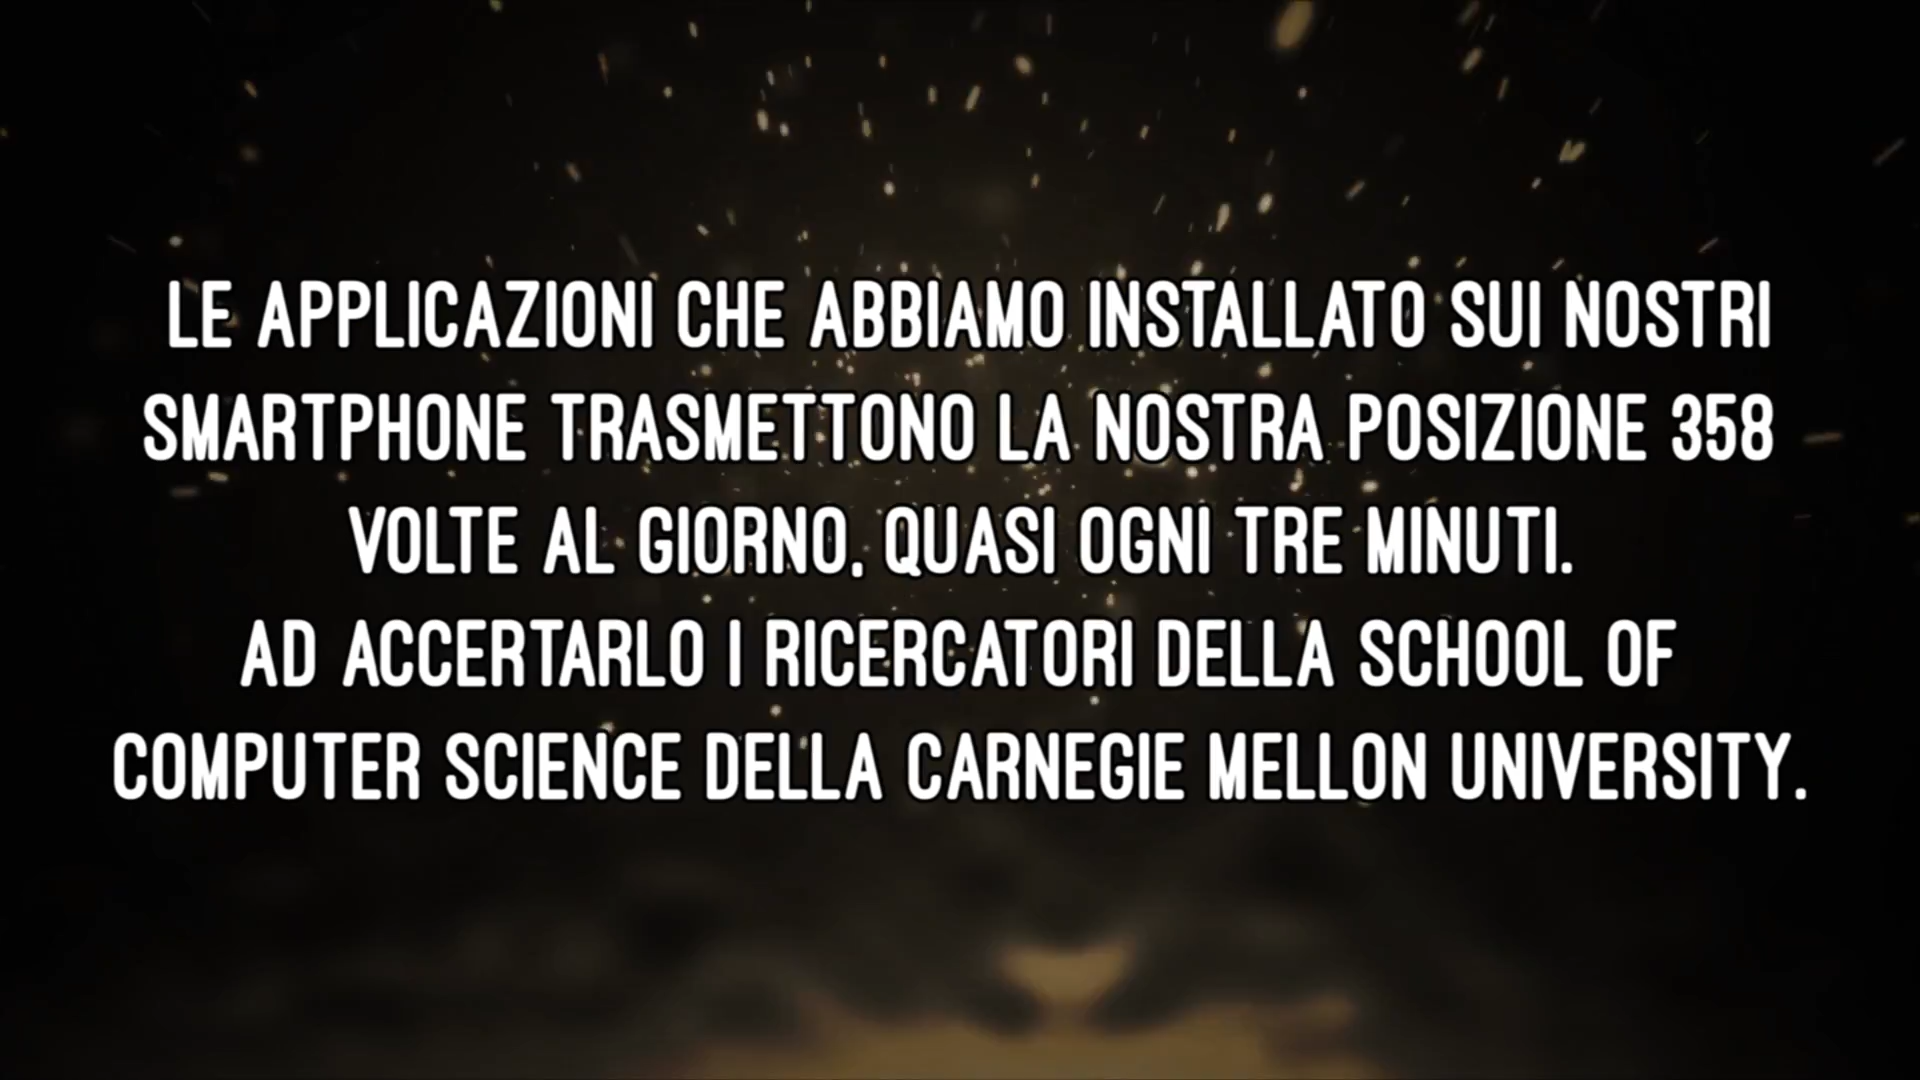 LE APPLICAZIONI CHE ABBIAMO INSTALLATO SUI NOSTRI
SMARTPHONE TRASMETTONO LA NOSTRA POSIZIONE 358
VOLTE AL GIORNO, QUASI OGNI TRE MINUTI.
AD ACCERTARLO I RICERCATORI DELLA SCHOOL OF
COMPUTER SCIENCE DELLA CARNEGIE MELLON UNIVERSITY.